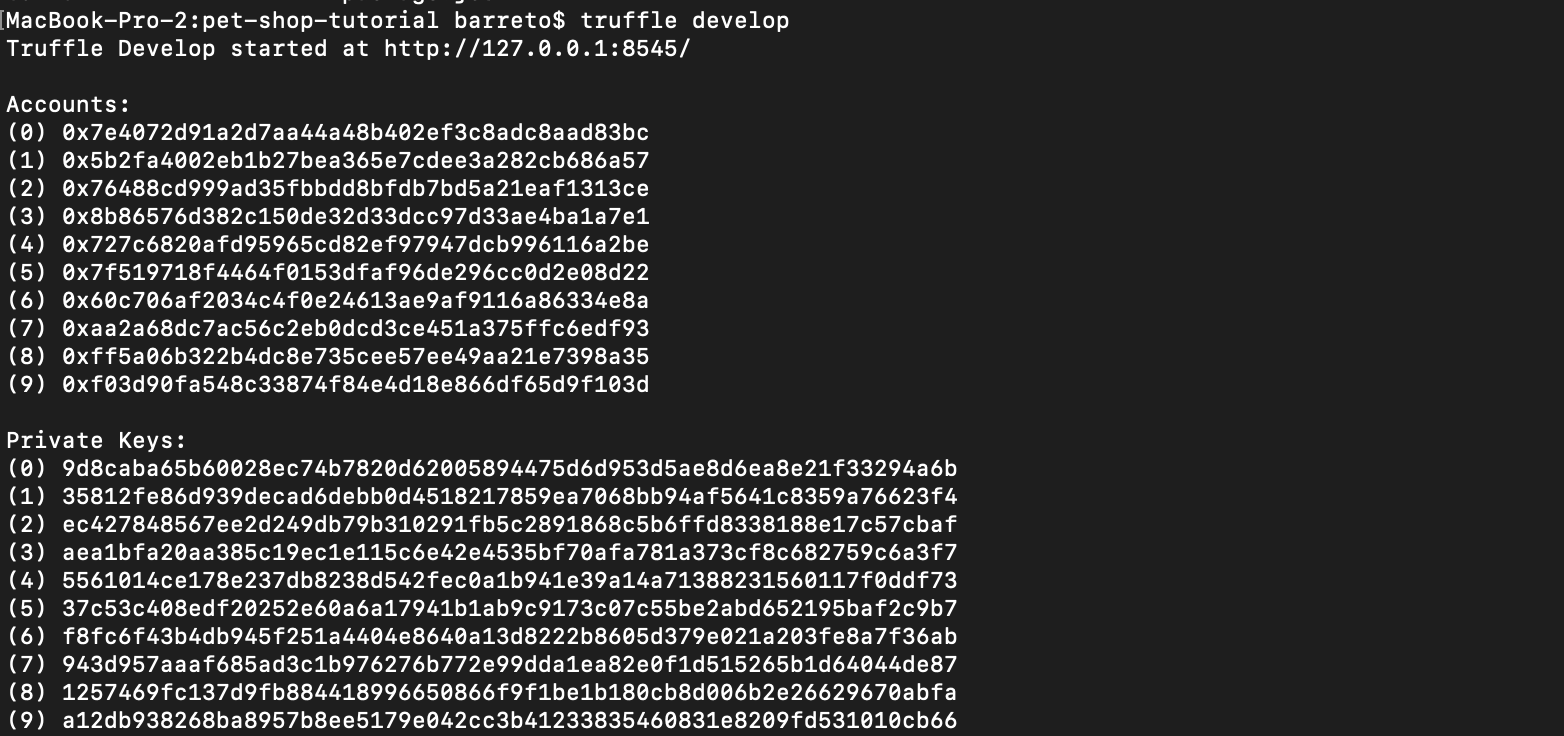 MacBook-Pro-2:pet-shop-tutorial barreto$ truffle develop
Truffle Develop started at http://127.0.0.1:8545/
Accounts:
(0) 0x7e4072d91a2d7aa44a48b402ef3c8adc8aad83bc
(1) 0x5b2fa4002eb1b27bea365e7cdee3a282cb686a57
(2) 0x76488cd999ad35fbbdd8bfdb7bd5a21eaf1313ce
(3) 0x8b86576d382c150de32d33dcc97d33ae4ba1a7e1
(4) 0x727c6820afd95965cd82ef97947dcb996116a2be
(5) 0x7f519718f4464f0153dfaf96de296cc0d2e08d22
(6) 0x60c706af2034c4f0e24613ae9af9116a86334e8a
(7) 0xaa2a68dc7ac56c2eb0dcd3ce451a375ffc6edf93
(8) 0xff5a06b322b4dc8e735cee57ee49aa21e7398a35
(9) 0xf03d90fa548c33874f84e4d18e866df65d9f103d
Private Keys:
(0) 9d8caba65b60028ec74b7820d62005894475d6d953d5ae8d6ea8e21f33294a6b
(1) 35812fe86d939decad6debb0d4518217859ea7068bb94af5641c8359a76623f4
(2) ec427848567ee2d249db79b310291fb5c2891868c5b6ffd8338188e17c57cbaf
(3) aea1bfa20aa385c19ec1e115c6e42e4535bf70afa781a373cf8c682759c6a3f7
(4) 5561014ce178e237db8238d542fec0a1b941e39a14a71388231560117f0ddf73
(5) 37c53c408edf20252e60a6a17941b1ab9c9173c07c55be2abd652195baf2c9b7
(6) f8fc6f43b4db945f251a4404e8640a13d8222b8605d379e021a203fe8a7f36ab
(7) 943d957aaaf685ad3c1b976276b772e99dda1ea82e0f1d515265b1d64044de87
(8) 1257469fc137d9fb884418996650866f9f1be1b180cb8d006b2e26629670abfa
(9) a12db938268ba8957b8ee5179e042cc3b41233835460831e8209fd531010cb66